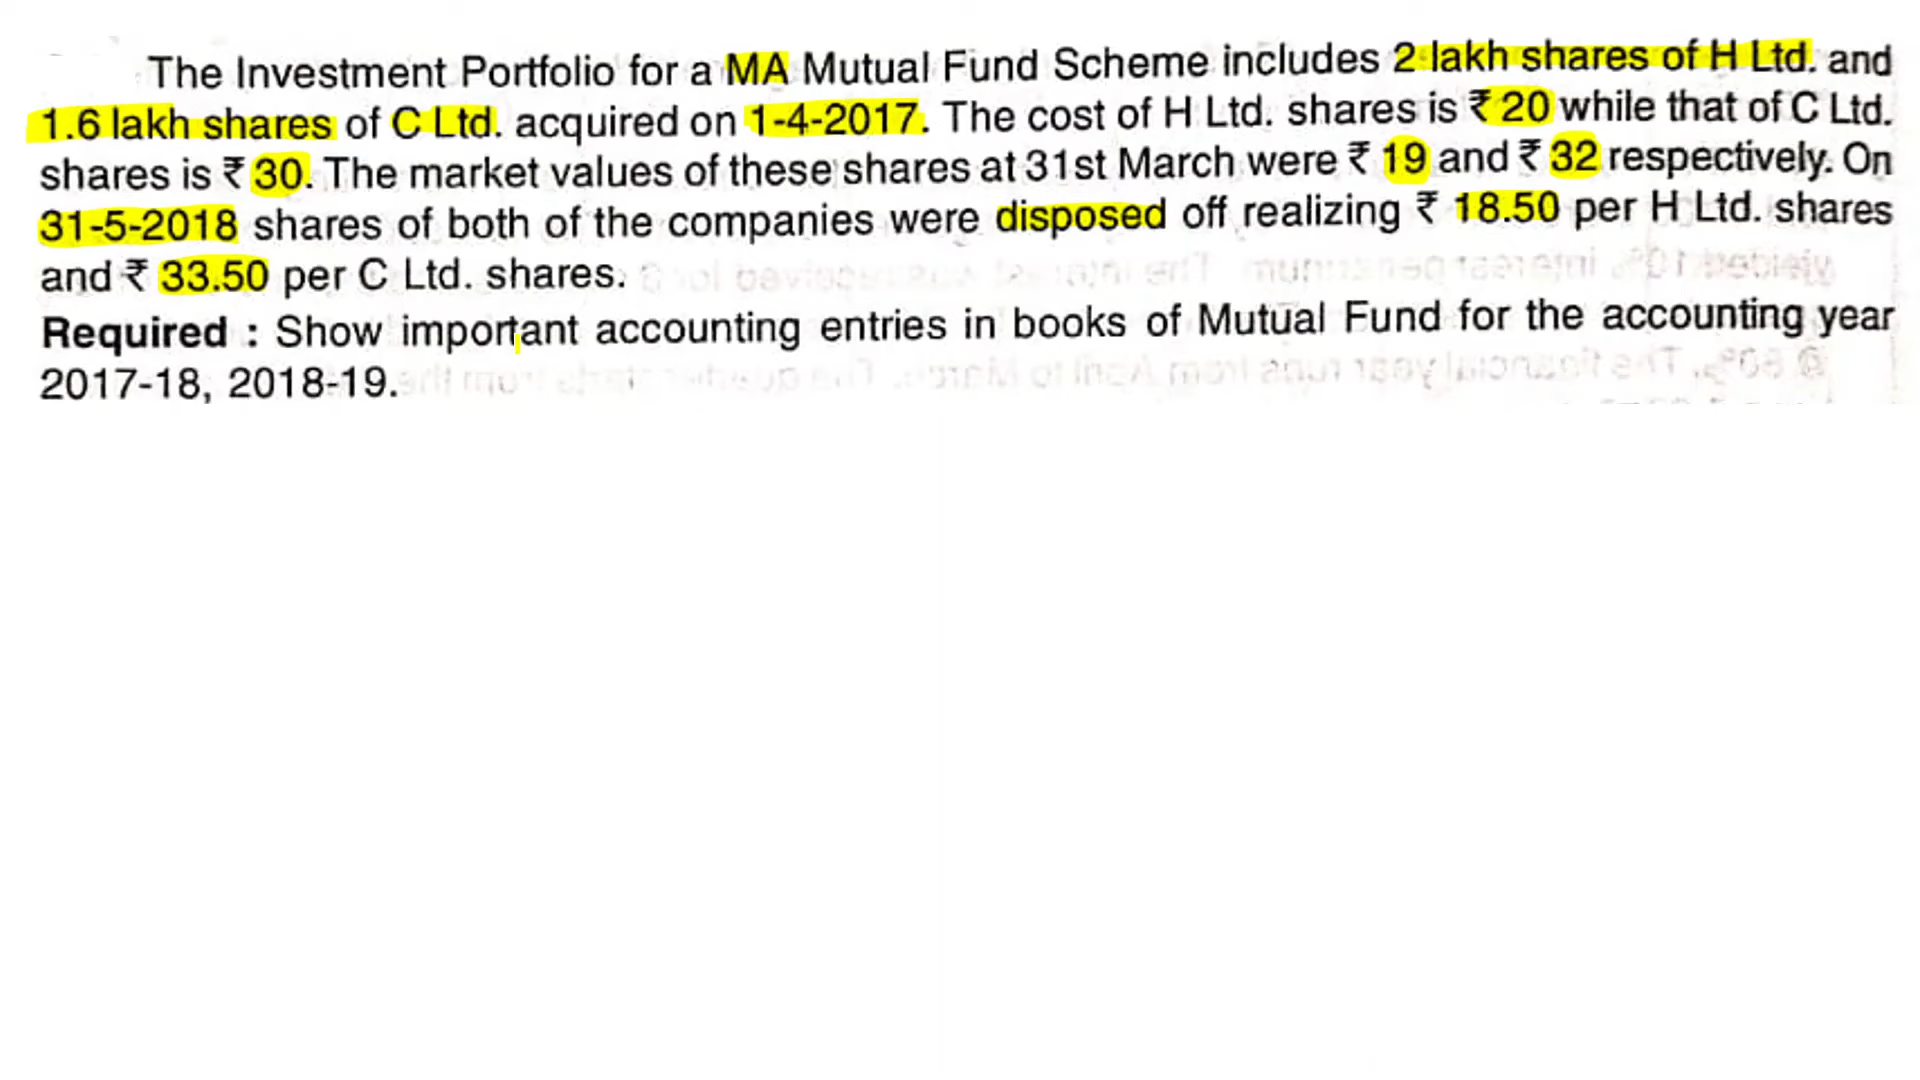 The Investment Portfolio for a MA Mutual Fund Scheme includes 2 lakh shares of H Ltd. and
1.6 lakh shares of C Ltd. acquired on 1-4-2017. The cost of H Ltd. shares is ₹ 20 while that of C Ltd.
shares is ₹ 30. The market values of these shares at 31st March were ₹ 19 and ₹ 32 respectively. On
31-5-2018 shares of both of the companies were disposed off realizing ₹ 18.50 per H Ltd. shares
and ₹ 33.50 per C Ltd. shares.
Required : Show important accounting entries in books of Mutual Fund for the accounting year
2017-18, 2018-19.